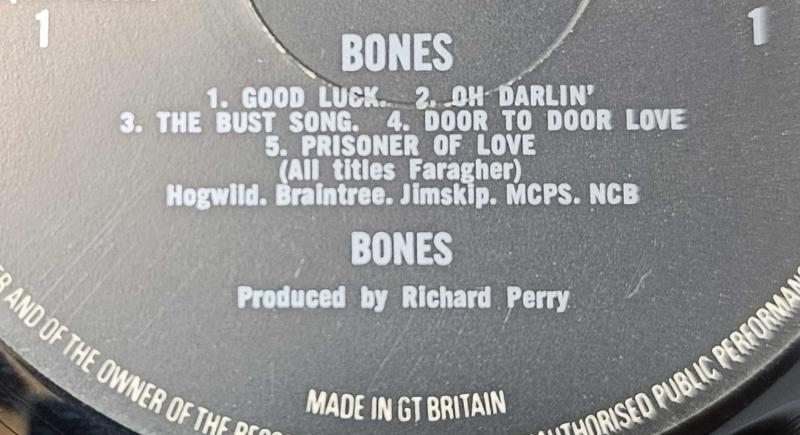 1 1
BONES
1. GOOD LUCK. 2. OH DARLIN'
3. THE BUST SONG. 4. DOOR TO DOOR LOVE
5. PRISONER OF LOVE
(All titles Faragher)
Hogwild. Braintree. Jimskip. MCPS. NCB
BONES
Produced by Richard Perry
MADE IN GT BRITAIN
AND OF THE OWNER OF THE
PUBLIC